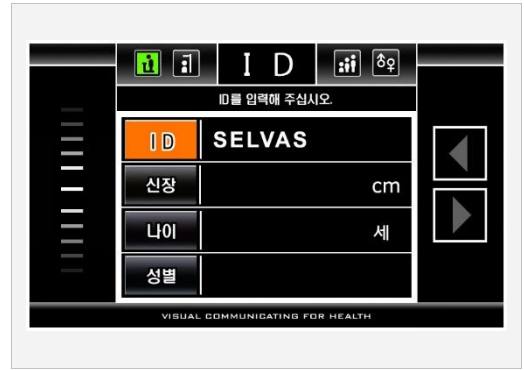 I D
ID를 입력해 주십시오.
ID SELVAS
신장 cm
나이 세
성별
VISUAL COMMUNICATING FOR HEALTH